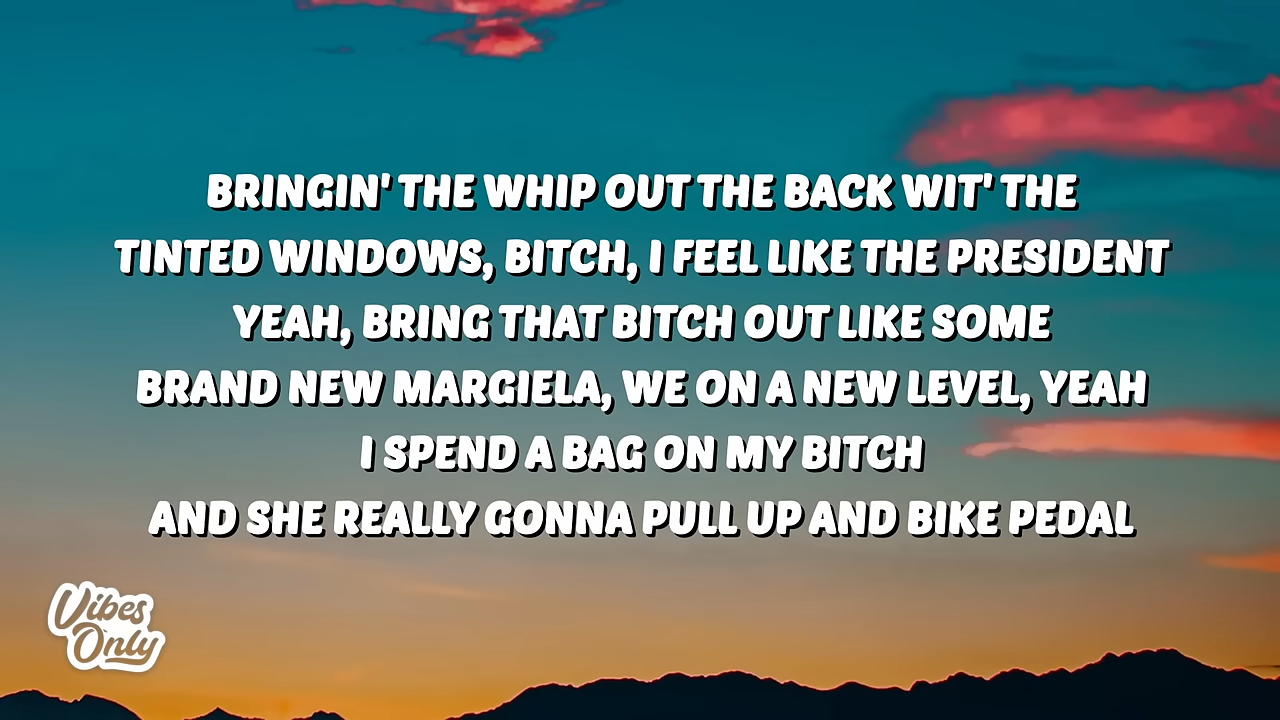 BRINGIN' THE WHIP OUT THE BACK WIT' THE
TINTED WINDOWS, BITCH, I FEEL LIKE THE PRESIDENT
YEAH, BRING THAT BITCH OUT LIKE SOME
BRAND NEW MARGIELA, WE ON A NEW LEVEL, YEAH
I SPEND A BAG ON MY BITCH
AND SHE REALLY GONNA PULL UP AND BIKE PEDAL
Vibes
Only